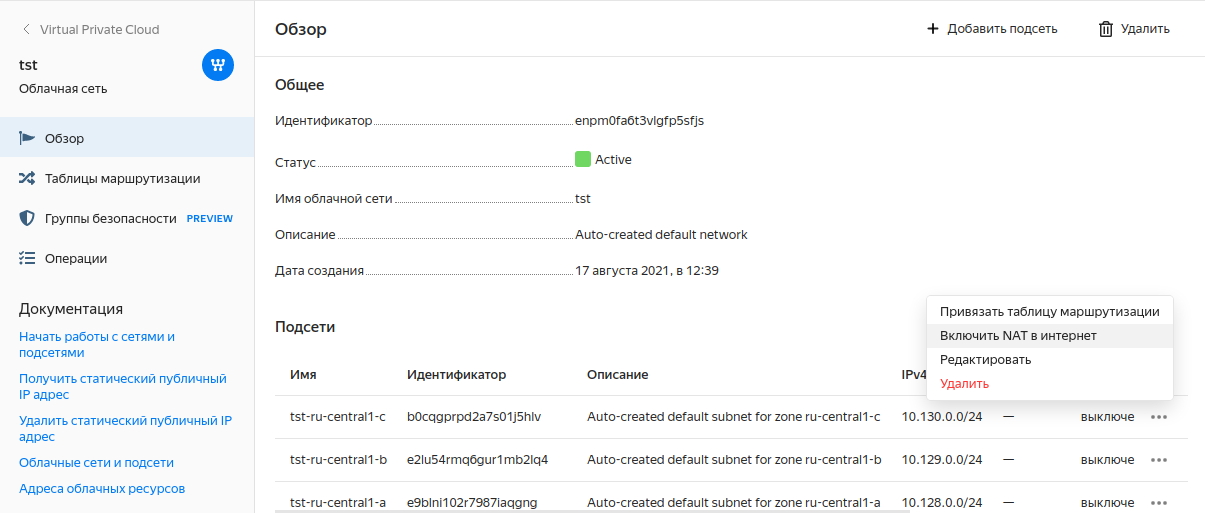 Virtual Private Cloud
tst
Облачная сеть
Обзор
Таблицы маршрутизации
Группы безопасности PREVIEW
Операции
Документация
Начать работы с сетями и
подсетями
Получить статический публичный
IP адрес
Удалить статический публичный IP
адрес
Облачные сети и подсети
Адреса облачных ресурсов
Обзор
Добавить подсеть
Удалить
Общее
Идентификатор enpm0fa6t3vlgfp5sfjs
Статус Active
Имя облачной сети tst
Описание Auto-created default network
Дата создания 17 августа 2021, в 12:39
Подсети
Привязать таблицу маршрутизации
Включить NAT в интернет
Редактировать
Удалить
Имя Идентификатор Описание IPv4
tst-ru-central1-c b0cqgprpd2a7s01j5hlv Auto-created default subnet for zone ru-central1-c 10.130.0.0/24 — выключе
tst-ru-central1-b e2lu54rmq6gur1mb2lq4 Auto-created default subnet for zone ru-central1-b 10.129.0.0/24 — выключе
tst-ru-central1-a e9blni102r7987iaqgng Auto-created default subnet for zone ru-central1-a 10.128.0.0/24 — выключе